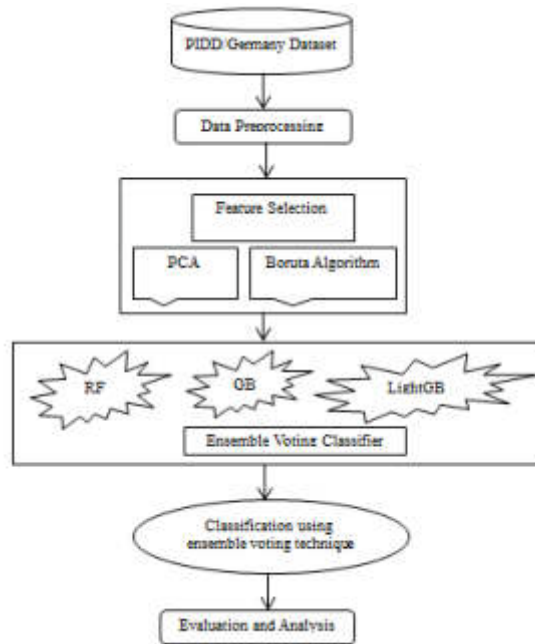 PIDD/Germany Dataset
Data Preprocessing
Feature Selection
PCA
Boruta Algorithm
RF
GB
LightGB
Ensemble Voting Classifier
Classification using
ensemble voting technique
Evaluation and Analysis